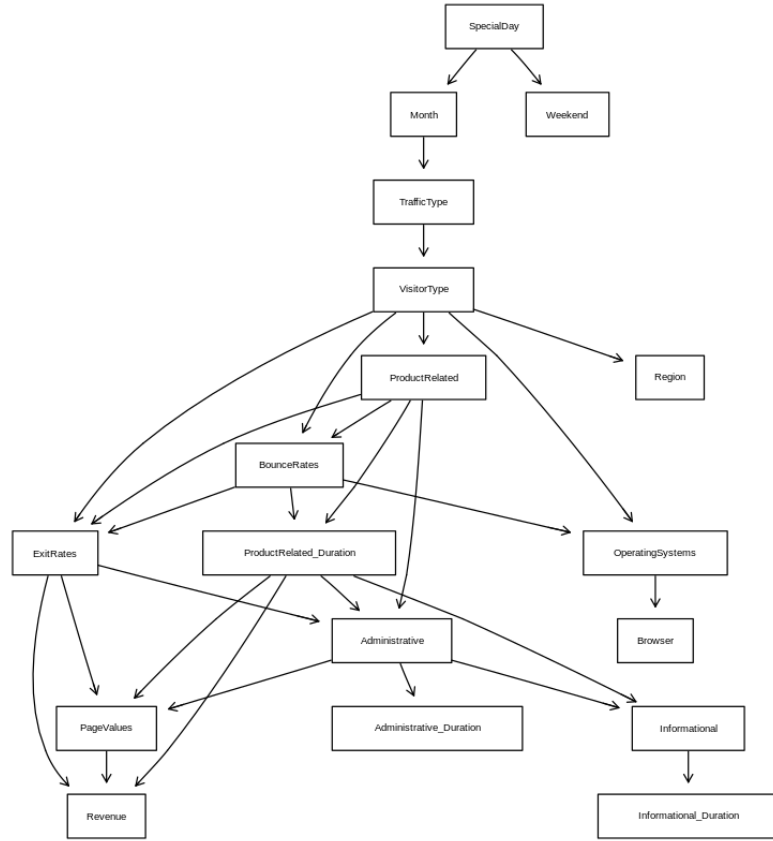 SpecialDay
Month
Weekend
TrafficType
VisitorType
ProductRelated
Region
BounceRates
ExitRates
ProductRelated_Duration
OperatingSystems
Administrative
Browser
PageValues
Administrative_Duration
Informational
Revenue
Informational_Duration